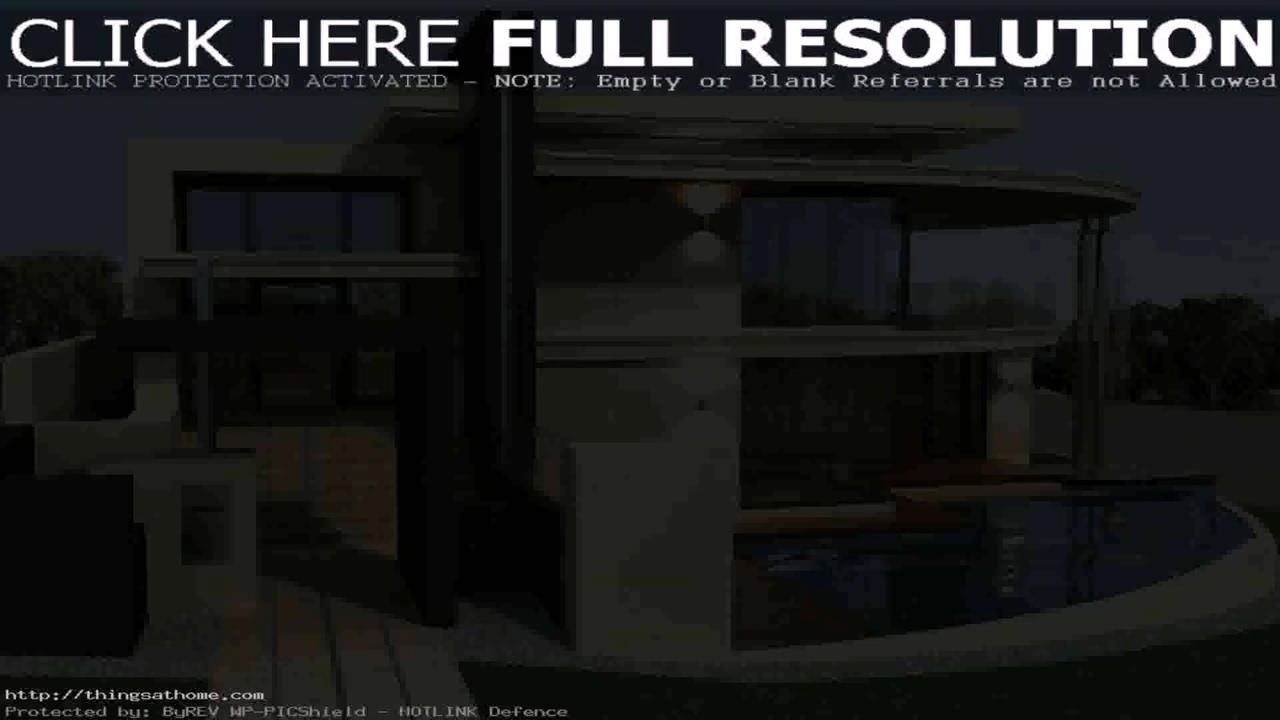 CLICK HERE FULL RESOLUTION
HOTLINK PROTECTION ACTIVATED - NOTE: Empty or Blank Referrals are not Allowed
http://thingsathome.com
Protected by: ByREV WP-PICShield - HOTLINK Defence